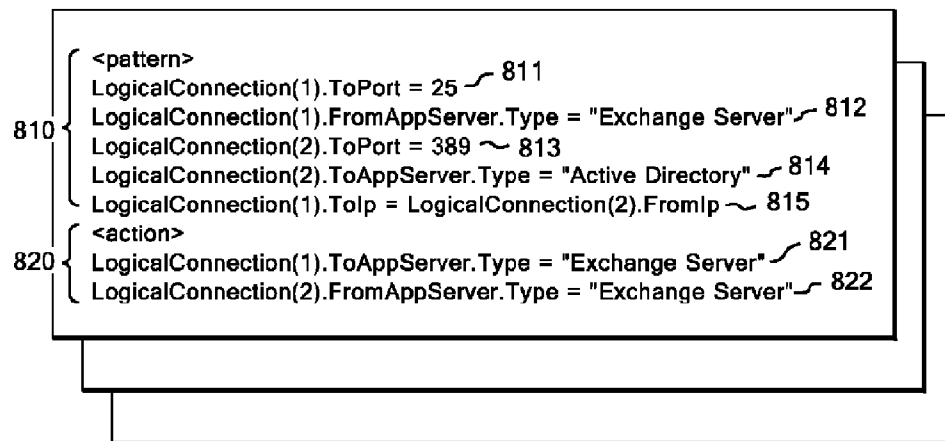 <pattern>
LogicalConnection(1).ToPort = 25 811
LogicalConnection(1).FromAppServer.Type = "Exchange Server" 812
810 LogicalConnection(2).ToPort = 389 813
LogicalConnection(2).ToAppServer.Type = "Active Directory" 814
LogicalConnection(1).ToIp = LogicalConnection(2).FromIp 815
<action>
820 LogicalConnection(1).ToAppServer.Type = "Exchange Server" 821
LogicalConnection(2).FromAppServer.Type = "Exchange Server" 822